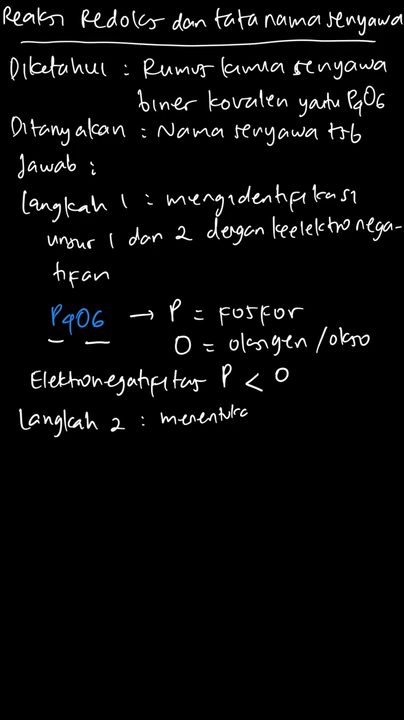 Reaksi Redoks dan tata nama senyawa
Diketahui : Rumus kimia senyawa
biner kovalen yaitu P4O6
Ditanyakan : Nama senyawa tsb
Jawab :
Langkah 1 : mengidentifikasi
unsur 1 dan 2 dengan keelektronega-
tifan
P4O6 → P = Fosfor
O = oksigen/okso
Elektronegatifitas P < O
Langkah 2 : menentuka